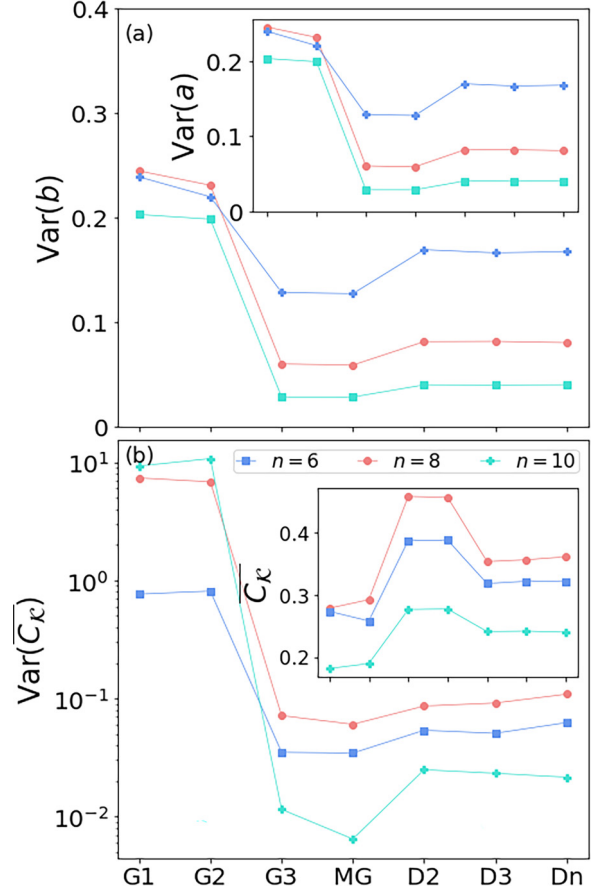 0.4
(a)
0.2
Var(a)
0.3
0.1
Var(b)
0.2
0
0.1
0
(b)
n = 6 n = 8 n = 10
10¹
0.4
10⁰
C𝒦
0.3
Var(C𝒦)
0.2
10⁻¹
10⁻²
G1 G2 G3 MG D2 D3 Dn